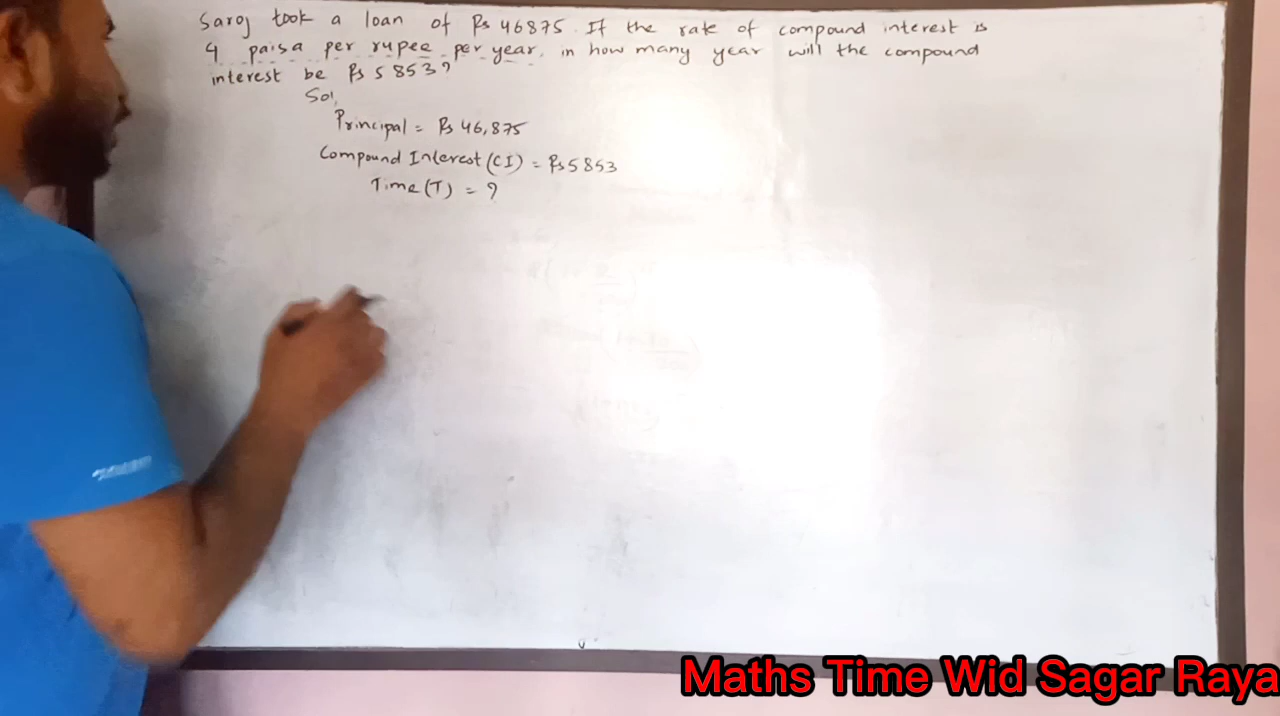 Saroj took a loan of Rs 46875. If the rate of compound interest is
4 paisa per rupee per year, in how many year will the compound
interest be Rs 5853?
Sol,
Principal = Rs 46,875
Compound Interest (CI) = Rs 5853
Time (T) = ?
Maths Time Wid Sagar Raya